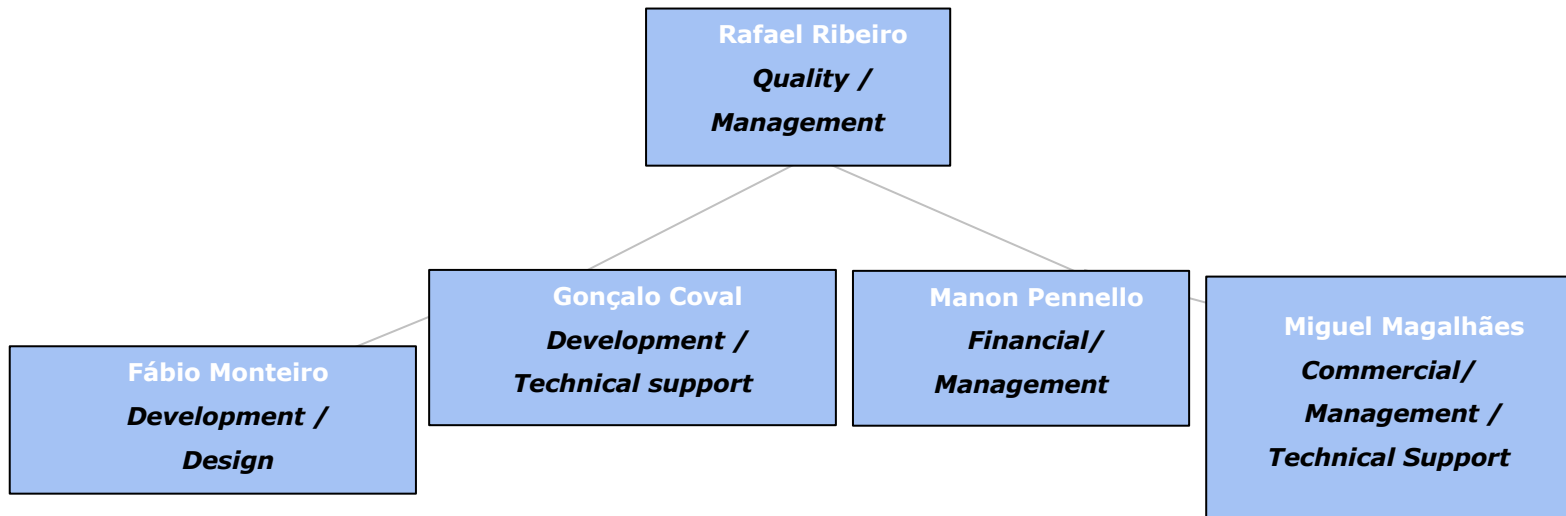 Rafael Ribeiro
Quality /
Management
Gonçalo Coval
Development /
Technical support
Manon Pennello
Financial/
Management
Miguel Magalhães
Commercial/
Management /
Technical Support
Fábio Monteiro
Development /
Design